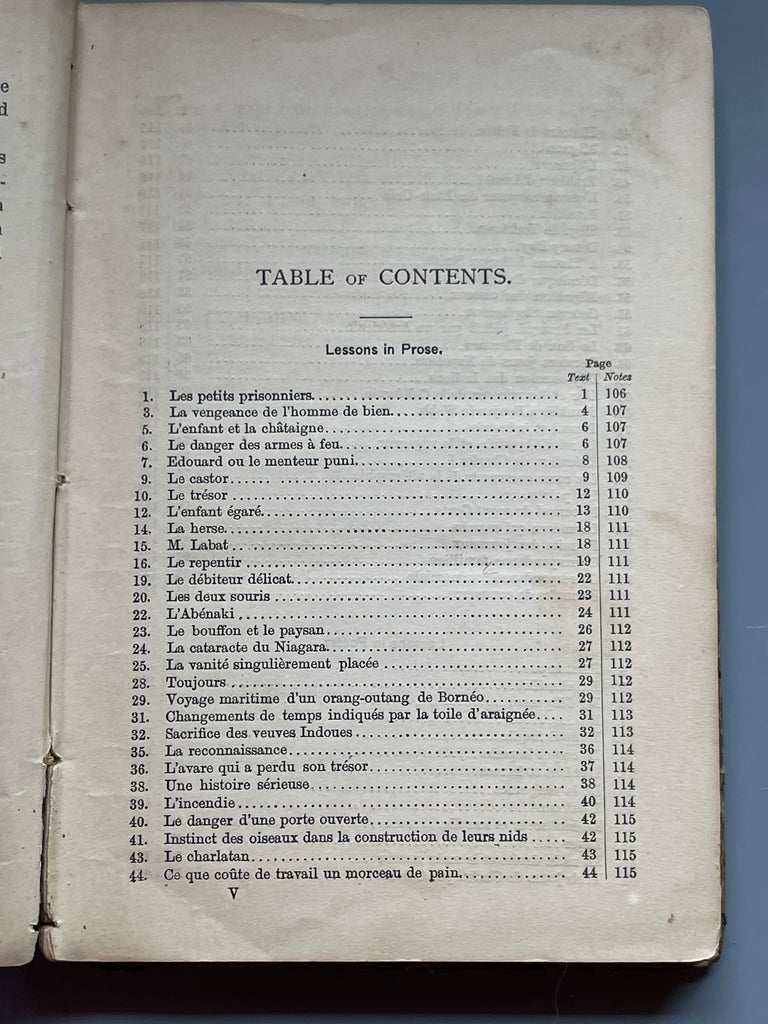 e
d
s
-
TABLE OF CONTENTS.
Lessons in Prose.
Page
Text Notes
1. Les petits prisonniers. 1 106
3. La vengeance de l'homme de bien. 4 107
5. L'enfant et la châtaigne. 6 107
6. Le danger des armes à feu. 6 107
7. Edouard ou le menteur puni. 8 108
9. Le castor. 9 109
10. Le trésor 12 110
12. L'enfant égaré. 13 110
14. La herse. 18 111
15. M. Labat 18 111
16. Le repentir 19 111
19. Le débiteur délicat. 22 111
20. Les deux souris 23 111
22. L'Abénaki 24 111
23. Le bouffon et le paysan 26 112
24. La cataracte du Niagara. 27 112
25. La vanité singulièrement placée 27 112
28. Toujours 29 112
29. Voyage maritime d'un orang-outang de Bornéo. 29 112
31. Changements de temps indiqués par la toile d'araignée. 31 113
32. Sacrifice des veuves Indoues 32 113
35. La reconnaissance. 36 114
36. L'avare qui a perdu son trésor. 37 114
38. Une histoire sérieuse. 38 114
39. L'incendie. 40 114
40. Le danger d'une porte ouverte. 42 115
41. Instinct des oiseaux dans la construction de leurs nids 42 115
43. Le charlatan. 43 115
44. Ce que coûte de travail un morceau de pain. 44 115
V